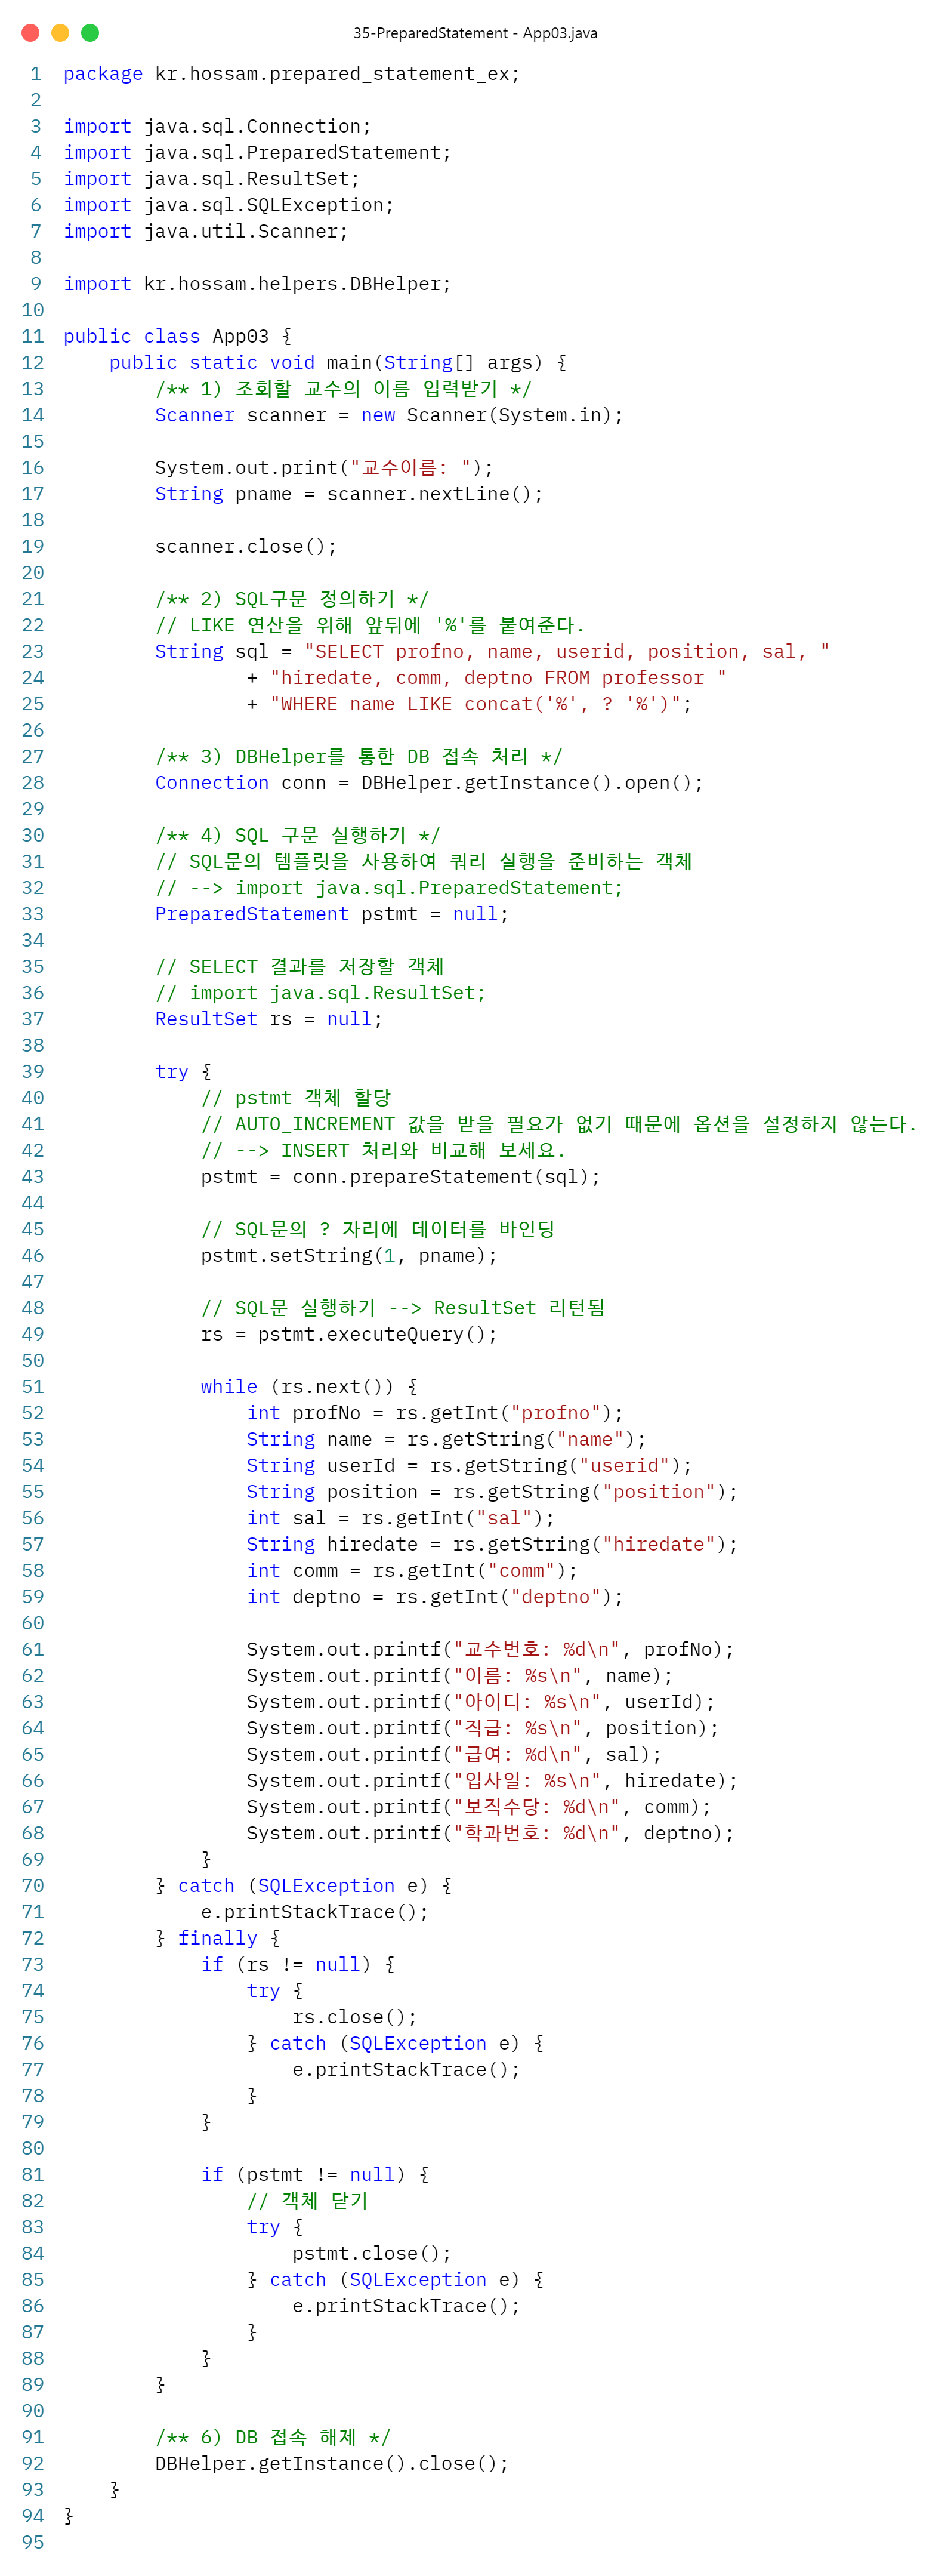 35-PreparedStatement - App03.java
1 package kr.hossam.prepared_statement_ex;
2
3 import java.sql.Connection;
4 import java.sql.PreparedStatement;
5 import java.sql.ResultSet;
6 import java.sql.SQLException;
7 import java.util.Scanner;
8
9 import kr.hossam.helpers.DBHelper;
10
11 public class App03 {
12     public static void main(String[] args) {
13         /** 1) 조회할 교수의 이름 입력받기 */
14         Scanner scanner = new Scanner(System.in);
15
16         System.out.print("교수이름: ");
17         String pname = scanner.nextLine();
18
19         scanner.close();
20
21         /** 2) SQL구문 정의하기 */
22         // LIKE 연산을 위해 앞뒤에 '%'를 붙여준다.
23         String sql = "SELECT profno, name, userid, position, sal, "
24                 + "hiredate, comm, deptno FROM professor "
25                 + "WHERE name LIKE concat('%', ? '%')";
26
27         /** 3) DBHelper를 통한 DB 접속 처리 */
28         Connection conn = DBHelper.getInstance().open();
29
30         /** 4) SQL 구문 실행하기 */
31         // SQL문의 템플릿을 사용하여 쿼리 실행을 준비하는 객체
32         // --> import java.sql.PreparedStatement;
33         PreparedStatement pstmt = null;
34
35         // SELECT 결과를 저장할 객체
36         // import java.sql.ResultSet;
37         ResultSet rs = null;
38
39         try {
40             // pstmt 객체 할당
41             // AUTO_INCREMENT 값을 받을 필요가 없기 때문에 옵션을 설정하지 않는다.
42             // --> INSERT 처리와 비교해 보세요.
43             pstmt = conn.prepareStatement(sql);
44
45             // SQL문의 ? 자리에 데이터를 바인딩
46             pstmt.setString(1, pname);
47
48             // SQL문 실행하기 --> ResultSet 리턴됨
49             rs = pstmt.executeQuery();
50
51             while (rs.next()) {
52                 int profNo = rs.getInt("profno");
53                 String name = rs.getString("name");
54                 String userId = rs.getString("userid");
55                 String position = rs.getString("position");
56                 int sal = rs.getInt("sal");
57                 String hiredate = rs.getString("hiredate");
58                 int comm = rs.getInt("comm");
59                 int deptno = rs.getInt("deptno");
60
61                 System.out.printf("교수번호: %d\n", profNo);
62                 System.out.printf("이름: %s\n", name);
63                 System.out.printf("아이디: %s\n", userId);
64                 System.out.printf("직급: %s\n", position);
65                 System.out.printf("급여: %d\n", sal);
66                 System.out.printf("입사일: %s\n", hiredate);
67                 System.out.printf("보직수당: %d\n", comm);
68                 System.out.printf("학과번호: %d\n", deptno);
69             }
70         } catch (SQLException e) {
71             e.printStackTrace();
72         } finally {
73             if (rs != null) {
74                 try {
75                     rs.close();
76                 } catch (SQLException e) {
77                     e.printStackTrace();
78                 }
79             }
80
81             if (pstmt != null) {
82                 // 객체 닫기
83                 try {
84                     pstmt.close();
85                 } catch (SQLException e) {
86                     e.printStackTrace();
87                 }
88             }
89         }
90
91         /** 6) DB 접속 해제 */
92         DBHelper.getInstance().close();
93     }
94 }
95